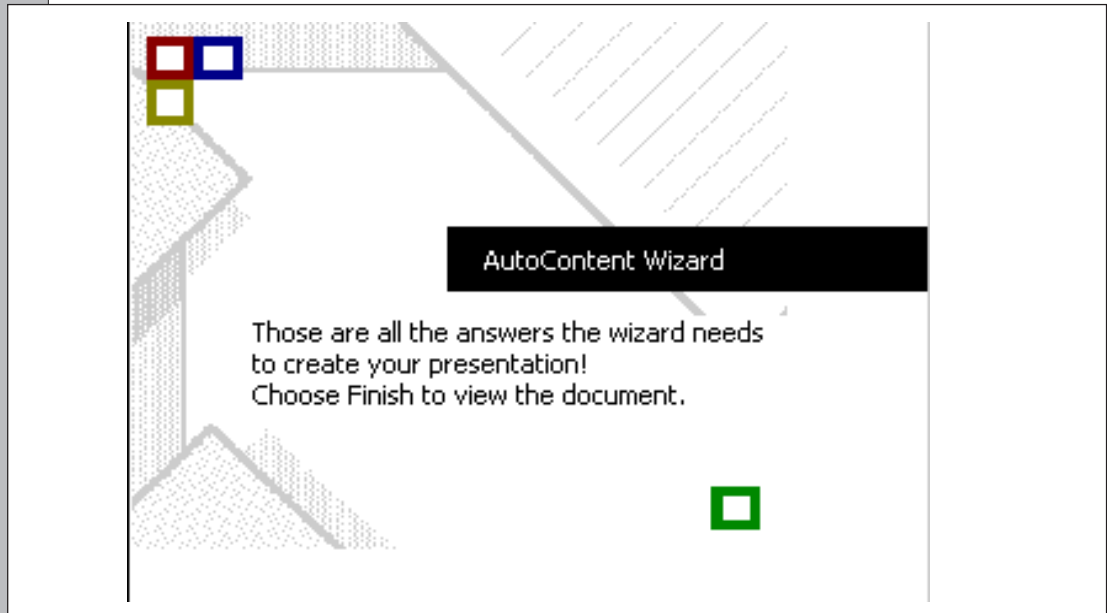 AutoContent Wizard
Those are all the answers the wizard needs
to create your presentation!
Choose Finish to view the document.